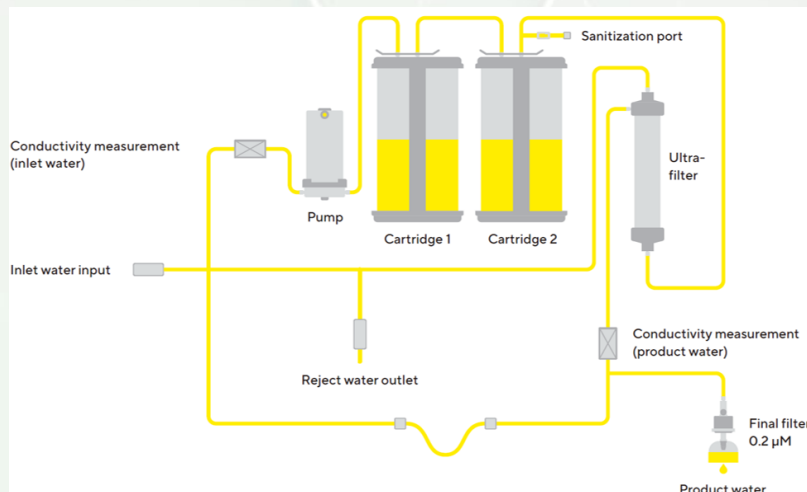 Sanitization port
Conductivity measurement
(inlet water)
Ultra-
filter
Pump
Cartridge 1
Cartridge 2
Inlet water input
Conductivity measurement
(product water)
Reject water outlet
Final filter
0.2 µM
Product water